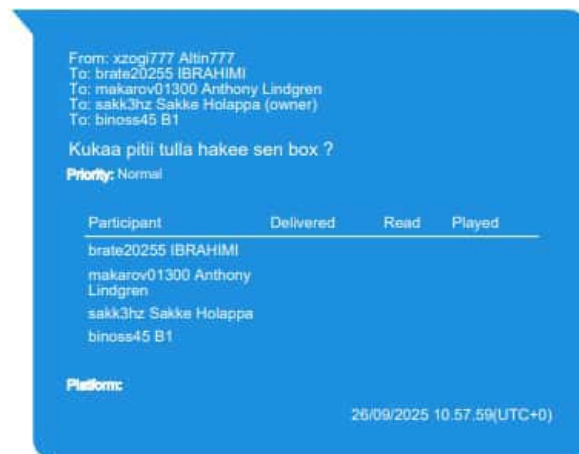 From: xzogi777 Altin777
To: brate20255 IBRAHIMI
To: makarov01300 Anthony Lindgren
To: sakk3hz Sakke Holappa (owner)
To: binoss45 B1
Kukaa pitii tulla hakee sen box ?
Priority: Normal
Participant Delivered Read Played
brate20255 IBRAHIMI
makarov01300 Anthony
Lindgren
sakk3hz Sakke Holappa
binoss45 B1
Platform:
26/09/2025 10.57.59(UTC+0)